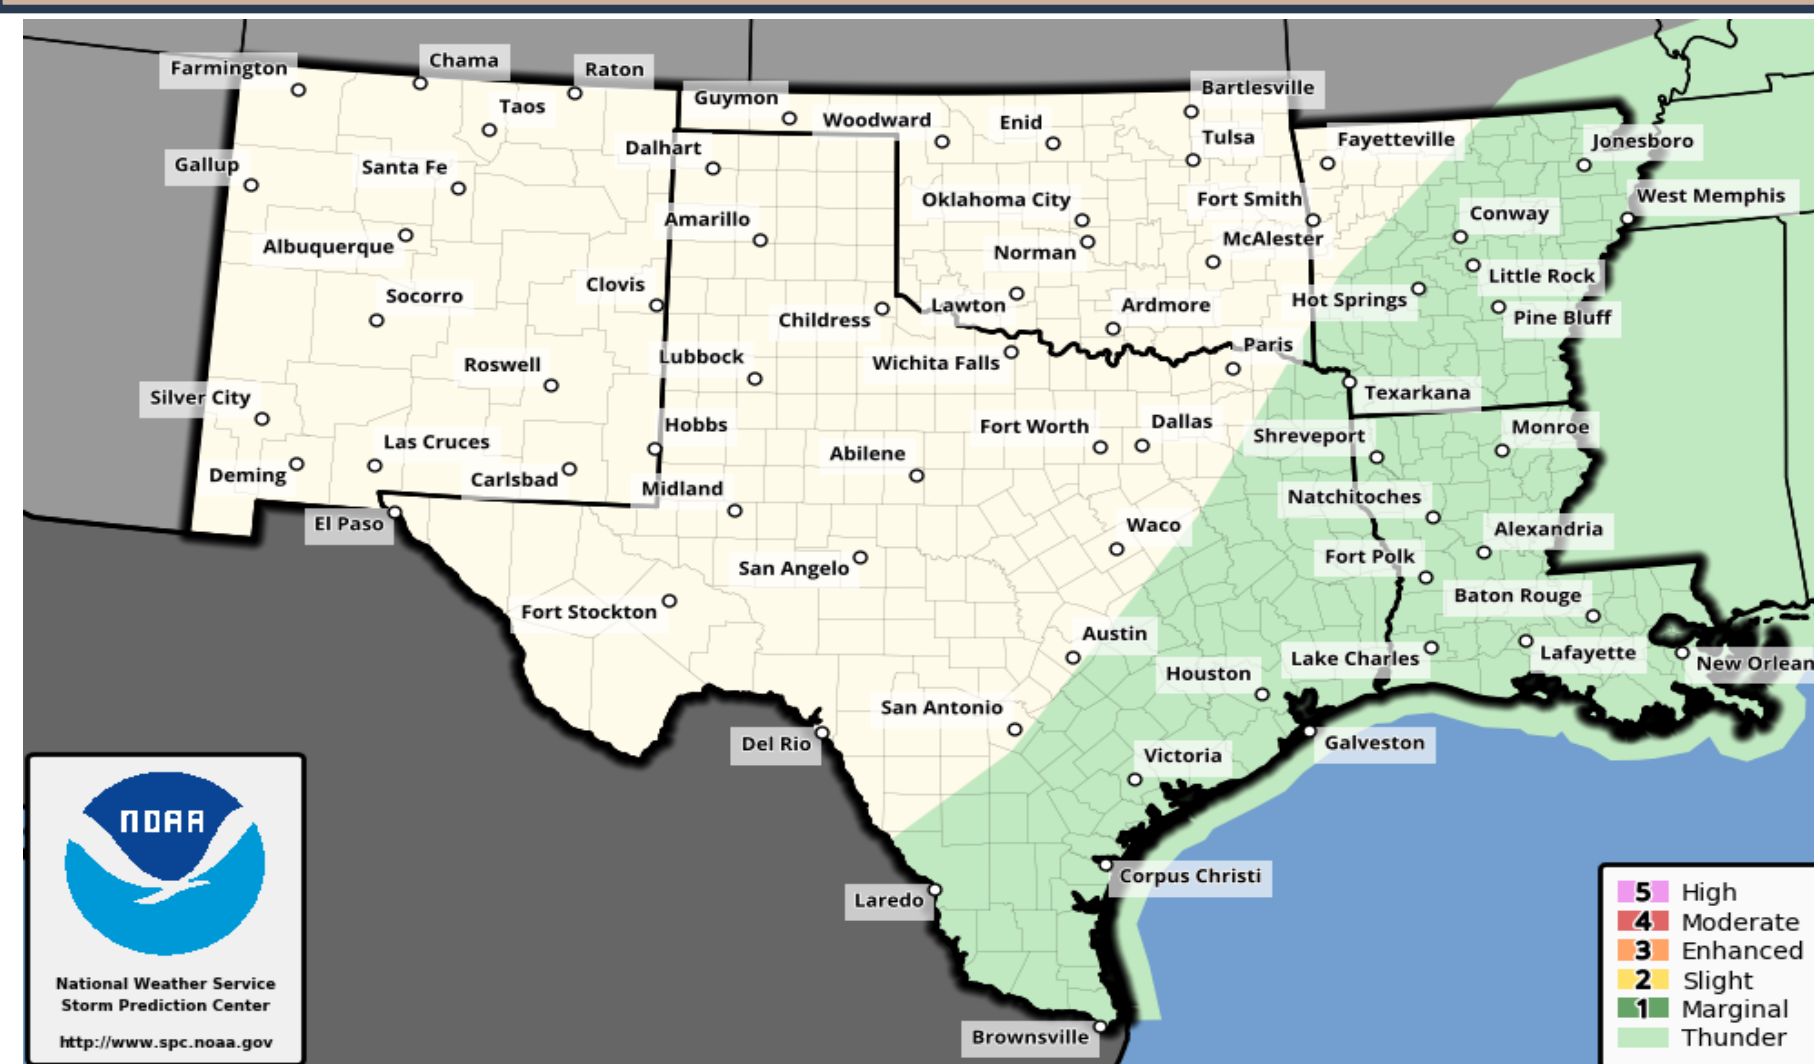 Farmington
Chama
Raton
Taos
Guymon
Woodward
Enid
Bartlesville
Tulsa
Fayetteville
Jonesboro
Dalhart
Gallup
Santa Fe
Oklahoma City
Fort Smith
West Memphis
Amarillo
Conway
Albuquerque
Norman
McAlester
Little Rock
Clovis
Socorro
Lawton
Ardmore
Hot Springs
Pine Bluff
Childress
Roswell
Lubbock
Wichita Falls
Paris
Silver City
Texarkana
Hobbs
Fort Worth
Dallas
Shreveport
Monroe
Las Cruces
Abilene
Deming
Carlsbad
Midland
Natchitoches
El Paso
Waco
Alexandria
San Angelo
Fort Polk
Fort Stockton
Baton Rouge
Austin
Lake Charles
Lafayette
New Orlean
Houston
San Antonio
Del Rio
Galveston
Victoria
Corpus Christi
Laredo
Brownsville
NOAA
National Weather Service
Storm Prediction Center
http://www.spc.noaa.gov
5 High
4 Moderate
3 Enhanced
2 Slight
1 Marginal
Thunder